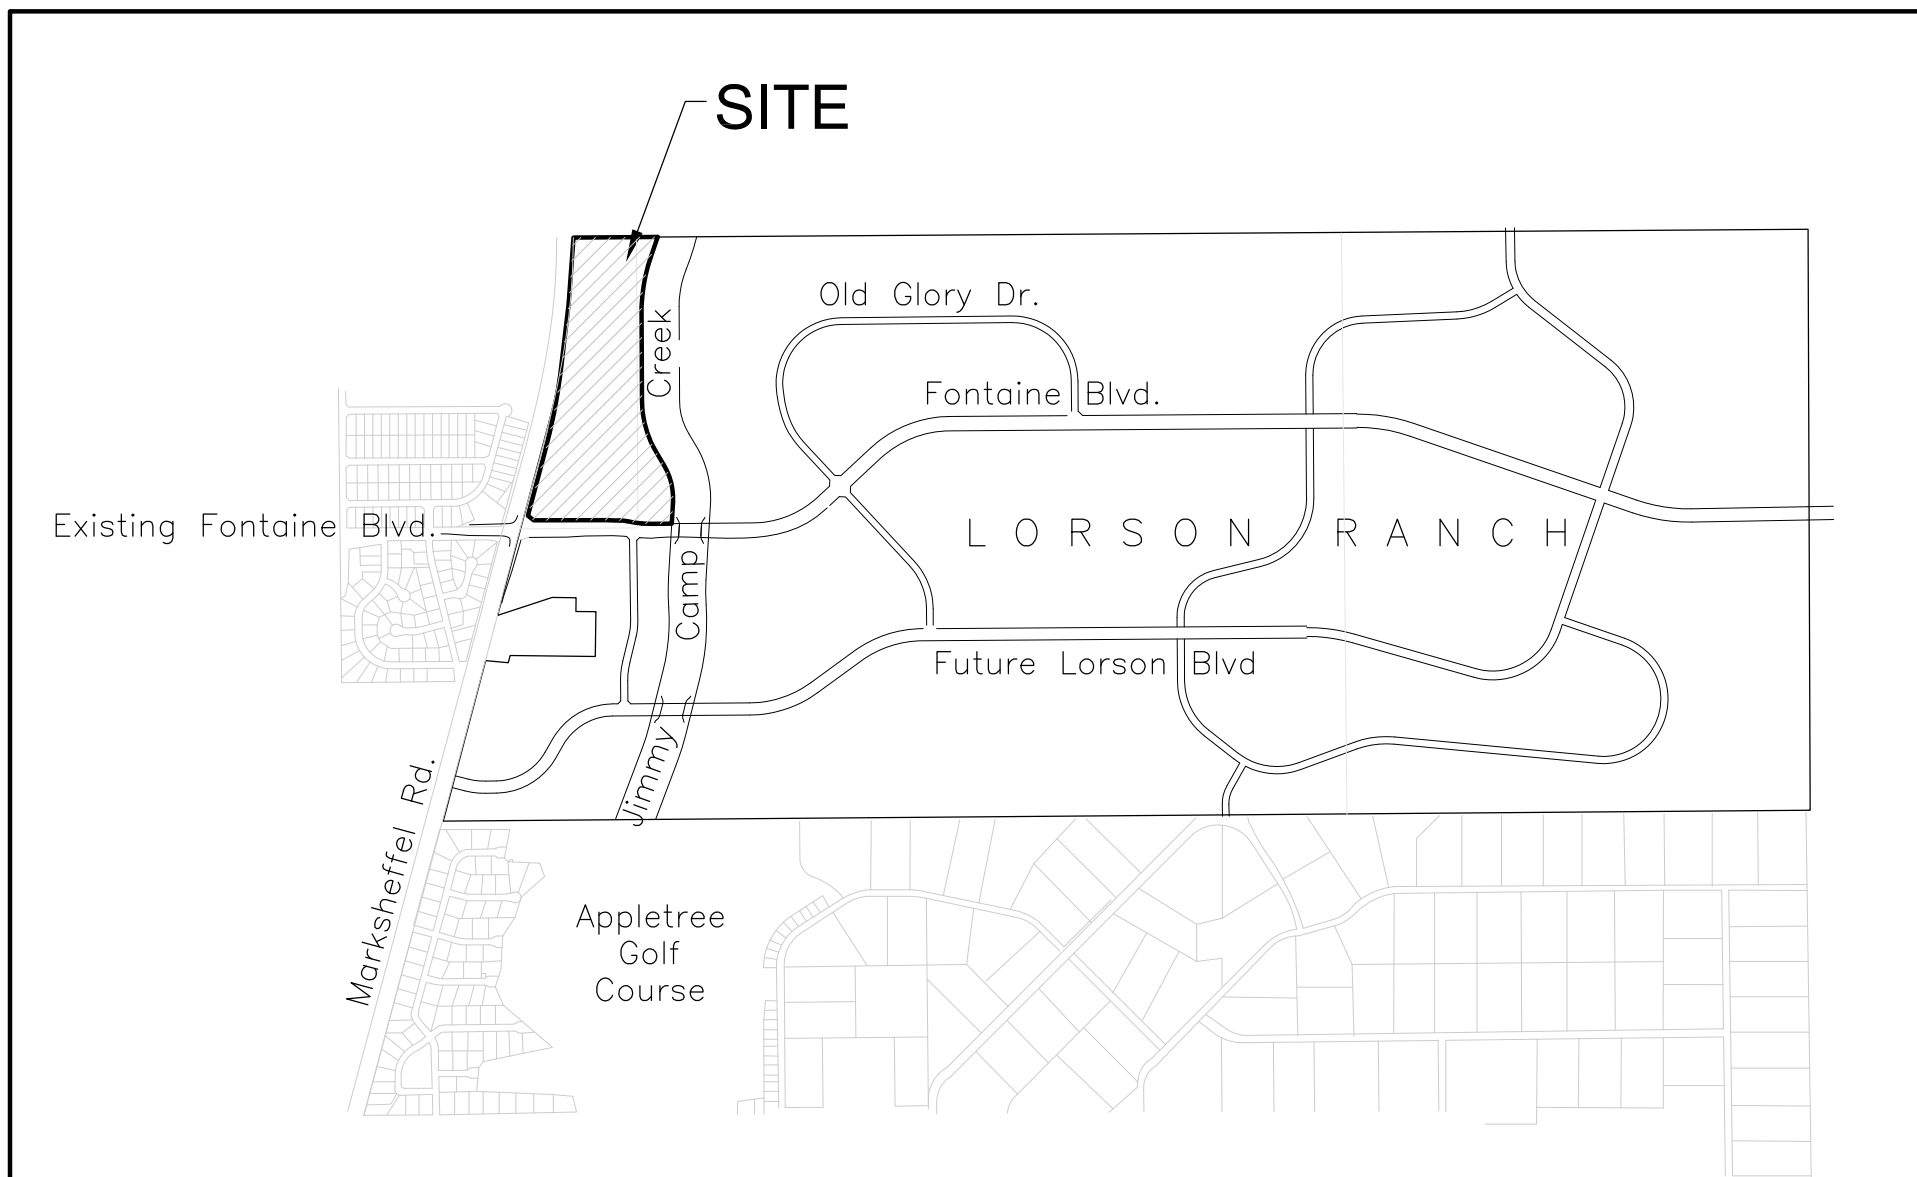 SITE
Old Glory Dr.
Creek
Fontaine Blvd.
Existing Fontaine Blvd.
LORSON RANCH
Camp
Future Lorson Blvd
Jimmy
Marksheffel Rd.
Appletree
Golf
Course